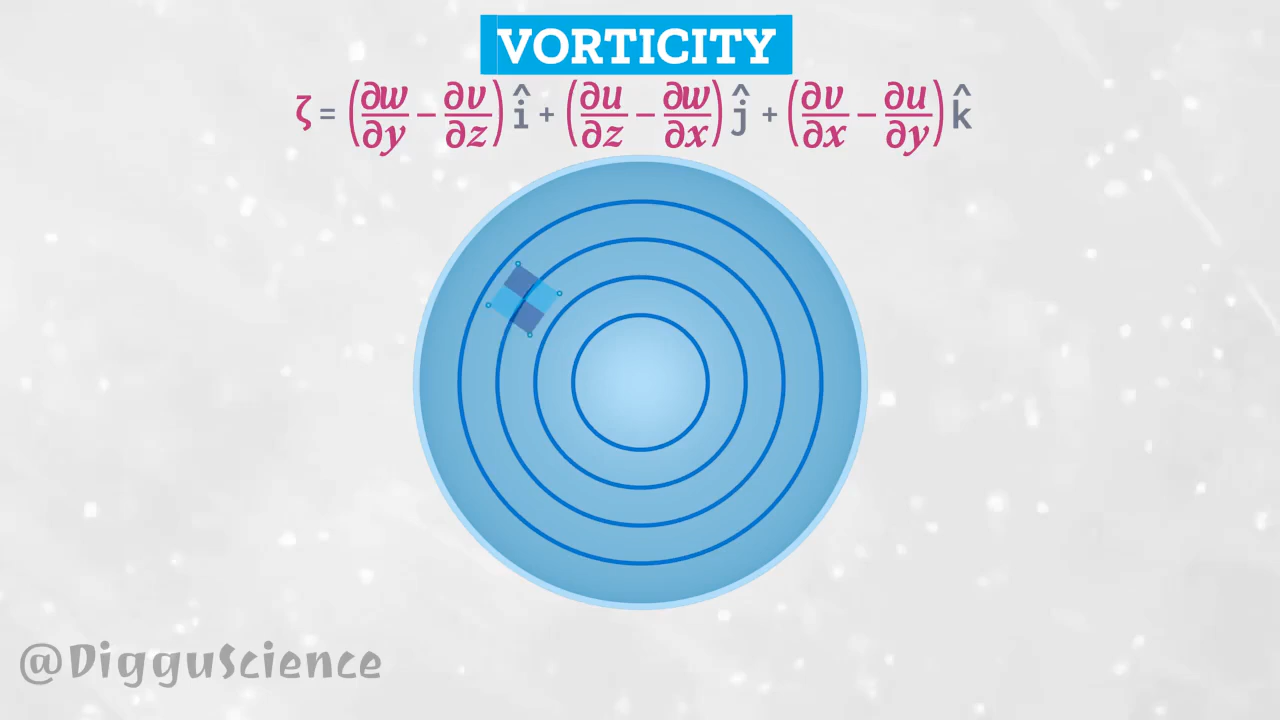 VORTICITY
ζ = (∂w/∂y − ∂v/∂z) î + (∂u/∂z − ∂w/∂x) ĵ + (∂v/∂x − ∂u/∂y) k̂
@DigguScience